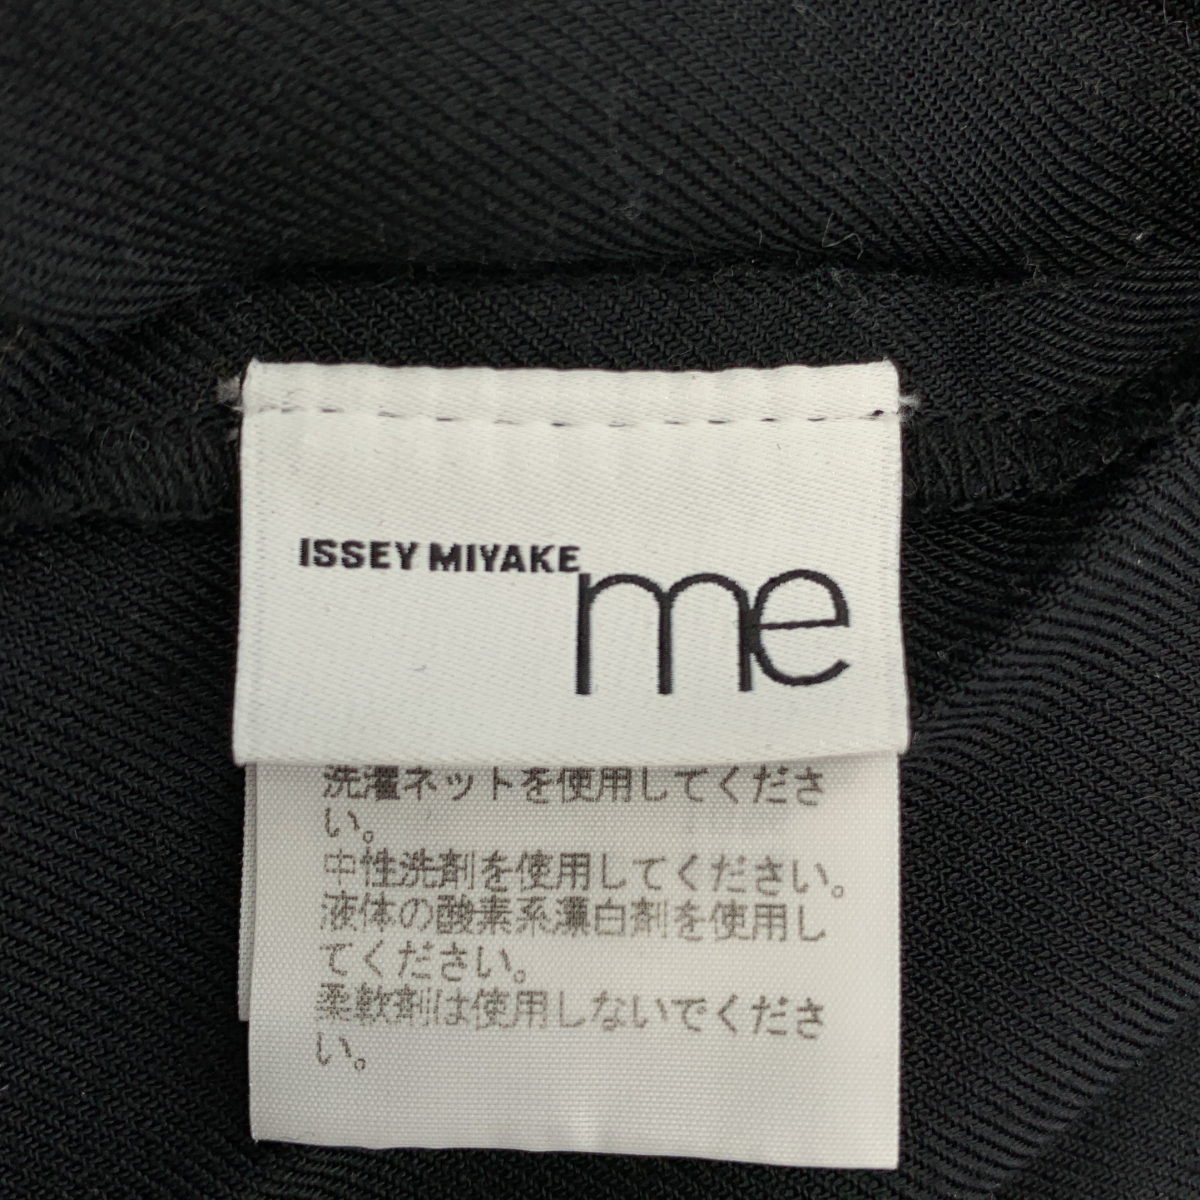 ISSEY MIYAKE
me
洗濯ネットを使用してくださ
い。
中性洗剤を使用してください。
液体の酸素系漂白剤を使用し
てください。
柔軟剤は使用しないでくださ
い。